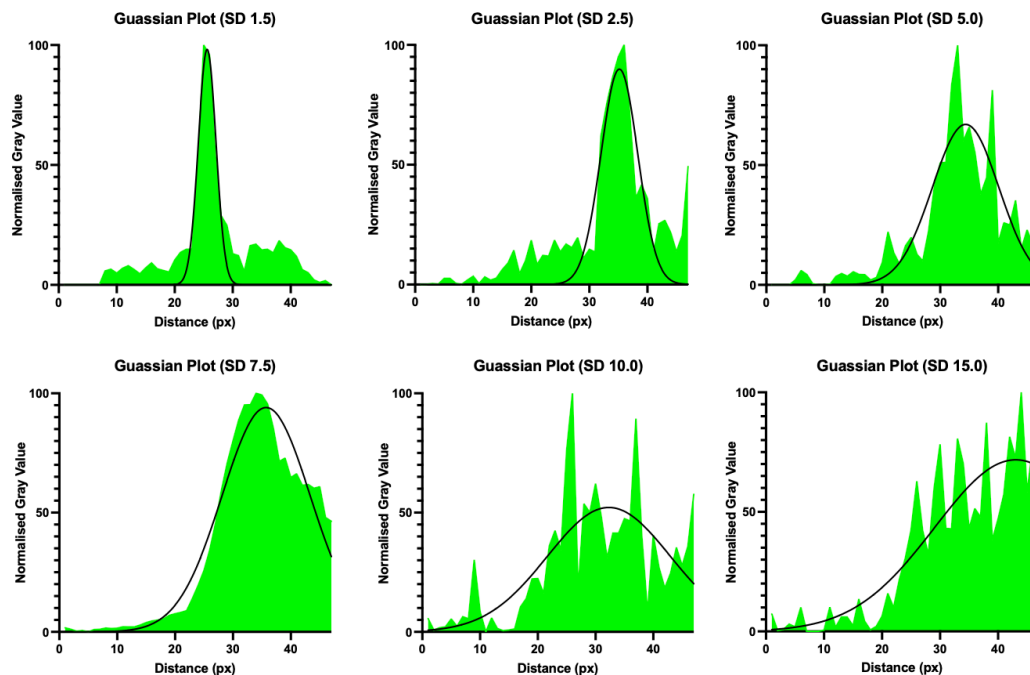 Guassian Plot (SD 1.5)
Normalised Gray Value
100
50
0
0 10 20 30 40
Distance (px)
Guassian Plot (SD 2.5)
Normalised Gray Value
100
50
0
0 10 20 30 40
Distance (px)
Guassian Plot (SD 5.0)
Normalised Gray Value
100
50
0
0 10 20 30 40
Distance (px)
Guassian Plot (SD 7.5)
Normalised Gray Value
100
50
0
0 10 20 30 40
Distance (px)
Guassian Plot (SD 10.0)
Normalised Gray Value
100
50
0
0 10 20 30 40
Distance (px)
Guassian Plot (SD 15.0)
Normalised Gray Value
100
50
0
0 10 20 30 40
Distance (px)